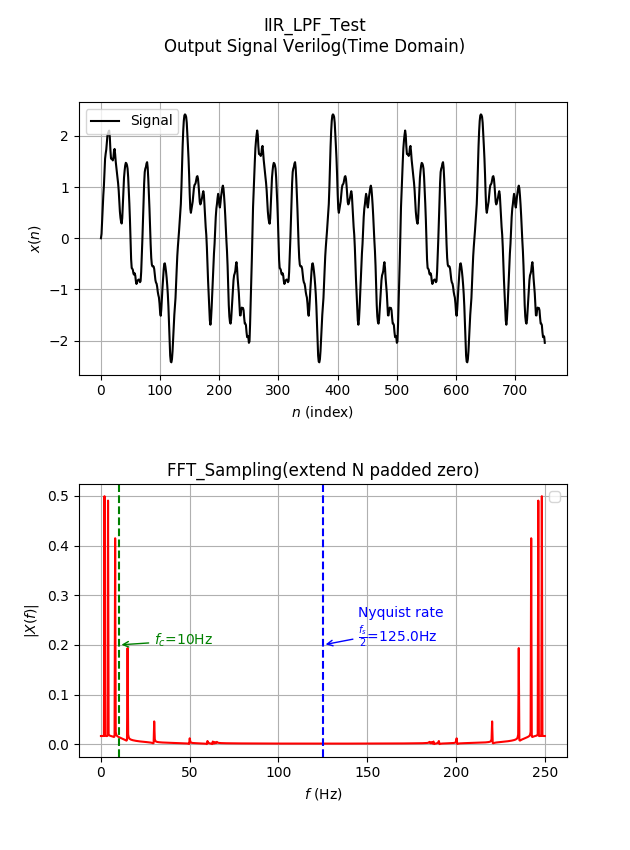 IIR_LPF_Test
Output Signal Verilog(Time Domain)
Signal
2
1
0
−1
−2
x(n)
0 100 200 300 400 500 600 700
n (index)
FFT_Sampling(extend N padded zero)
0.5
0.4
0.3
0.2
0.1
0.0
|X(f)|
Nyquist rate
f_s/2=125.0Hz
f_c=10Hz
0 50 100 150 200 250
f (Hz)